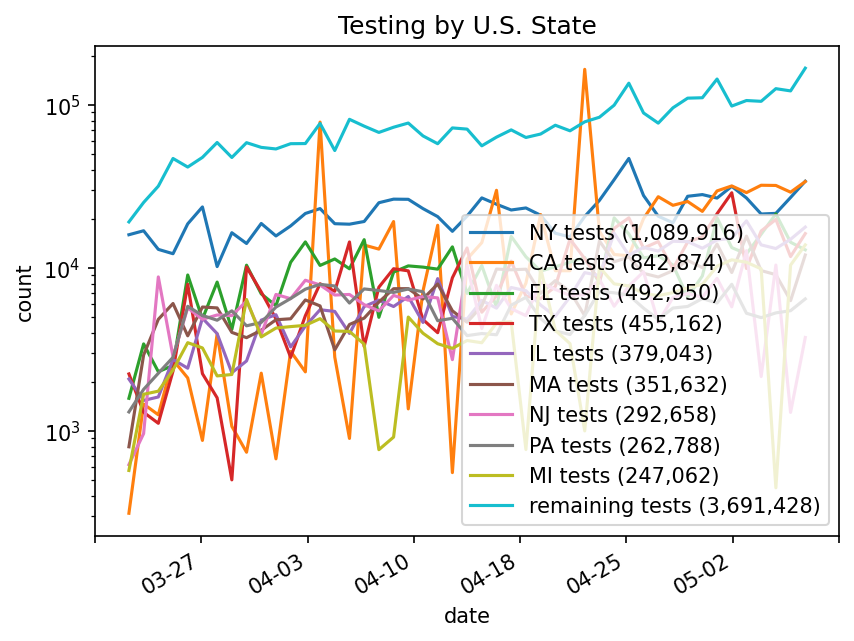 Testing by U.S. State
count
10^5
10^4
10^3
NY tests (1,089,916)
CA tests (842,874)
FL tests (492,950)
TX tests (455,162)
IL tests (379,043)
MA tests (351,632)
NJ tests (292,658)
PA tests (262,788)
MI tests (247,062)
remaining tests (3,691,428)
03-27
04-03
04-10
04-18
04-25
05-02
date